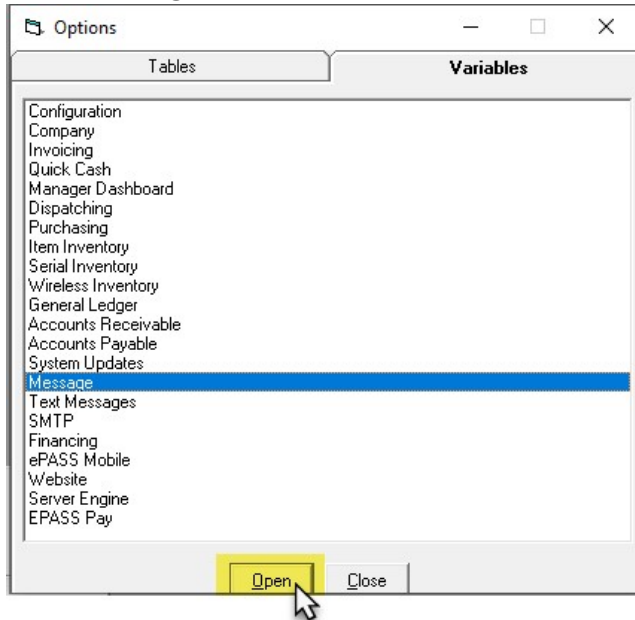 Options
Tables Variables
Configuration
Company
Invoicing
Quick Cash
Manager Dashboard
Dispatching
Purchasing
Item Inventory
Serial Inventory
Wireless Inventory
General Ledger
Accounts Receivable
Accounts Payable
System Updates
Message
Text Messages
SMTP
Financing
ePASS Mobile
Website
Server Engine
EPASS Pay
Open Close